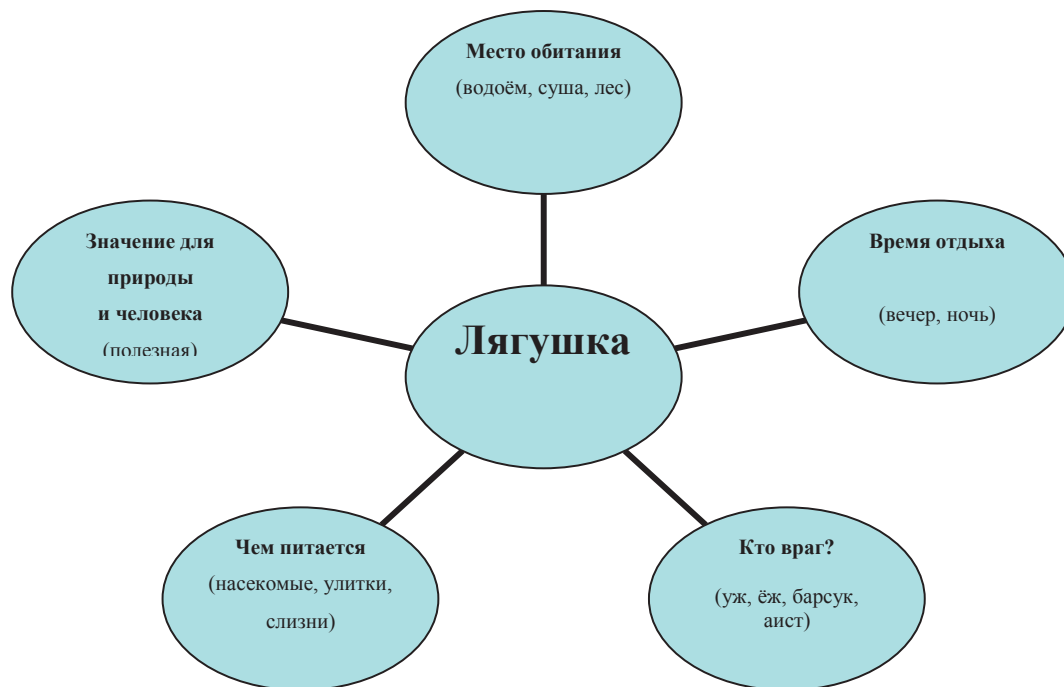 Место обитания
(водоём, суша, лес)
Значение для
природы
и человека
(полезная)
Время отдыха
(вечер, ночь)
Лягушка
Чем питается
(насекомые, улитки,
слизни)
Кто враг?
(уж, ёж, барсук,
аист)